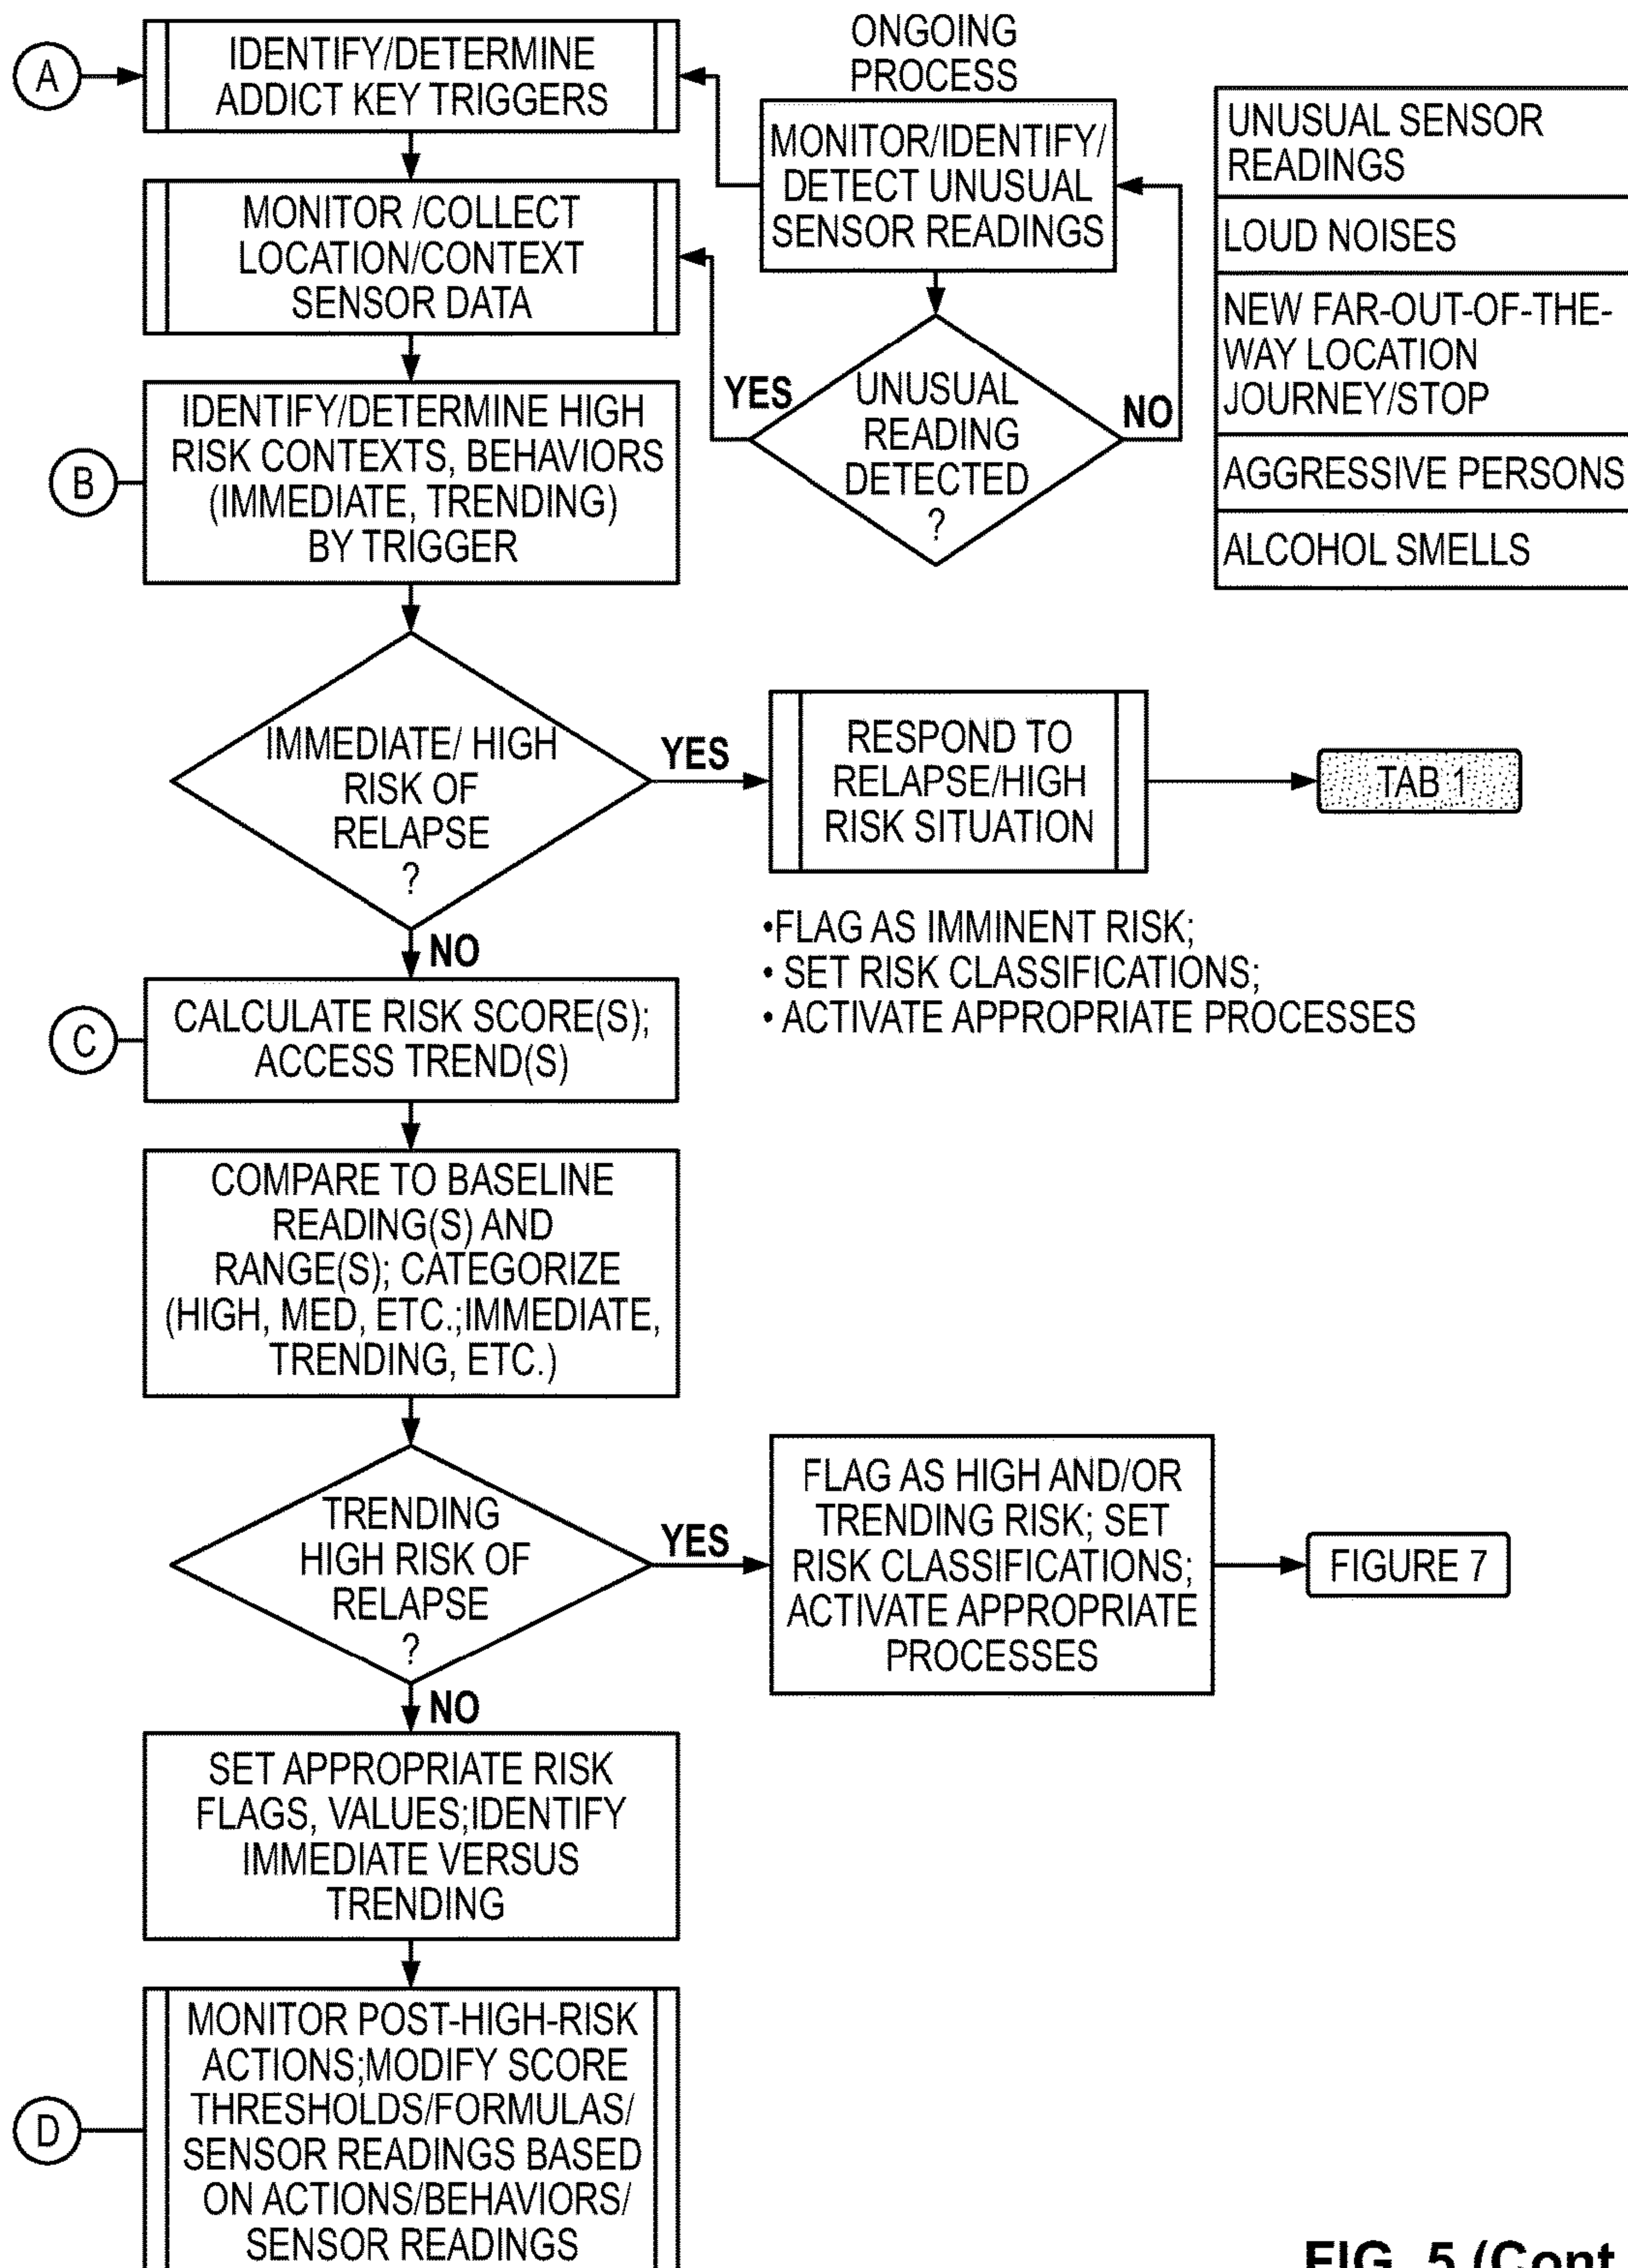 A
IDENTIFY/DETERMINE
ADDICT KEY TRIGGERS
ONGOING
PROCESS
MONITOR/IDENTIFY/
DETECT UNUSUAL
SENSOR READINGS
UNUSUAL SENSOR
READINGS
LOUD NOISES
NEW FAR-OUT-OF-THE-
WAY LOCATION
JOURNEY/STOP
AGGRESSIVE PERSONS
ALCOHOL SMELLS
MONITOR /COLLECT
LOCATION/CONTEXT
SENSOR DATA
YES
UNUSUAL
READING
DETECTED
?
NO
B
IDENTIFY/DETERMINE HIGH
RISK CONTEXTS, BEHAVIORS
(IMMEDIATE, TRENDING)
BY TRIGGER
IMMEDIATE/ HIGH
RISK OF
RELAPSE
?
YES
RESPOND TO
RELAPSE/HIGH
RISK SITUATION
TAB 1
•FLAG AS IMMINENT RISK;
• SET RISK CLASSIFICATIONS;
• ACTIVATE APPROPRIATE PROCESSES
NO
C
CALCULATE RISK SCORE(S);
ACCESS TREND(S)
COMPARE TO BASELINE
READING(S) AND
RANGE(S); CATEGORIZE
(HIGH, MED, ETC.;IMMEDIATE,
TRENDING, ETC.)
TRENDING
HIGH RISK OF
RELAPSE
?
YES
FLAG AS HIGH AND/OR
TRENDING RISK; SET
RISK CLASSIFICATIONS;
ACTIVATE APPROPRIATE
PROCESSES
FIGURE 7
NO
SET APPROPRIATE RISK
FLAGS, VALUES;IDENTIFY
IMMEDIATE VERSUS
TRENDING
D
MONITOR POST-HIGH-RISK
ACTIONS;MODIFY SCORE
THRESHOLDS/FORMULAS/
SENSOR READINGS BASED
ON ACTIONS/BEHAVIORS/
SENSOR READINGS
FIG. 5 (Cont